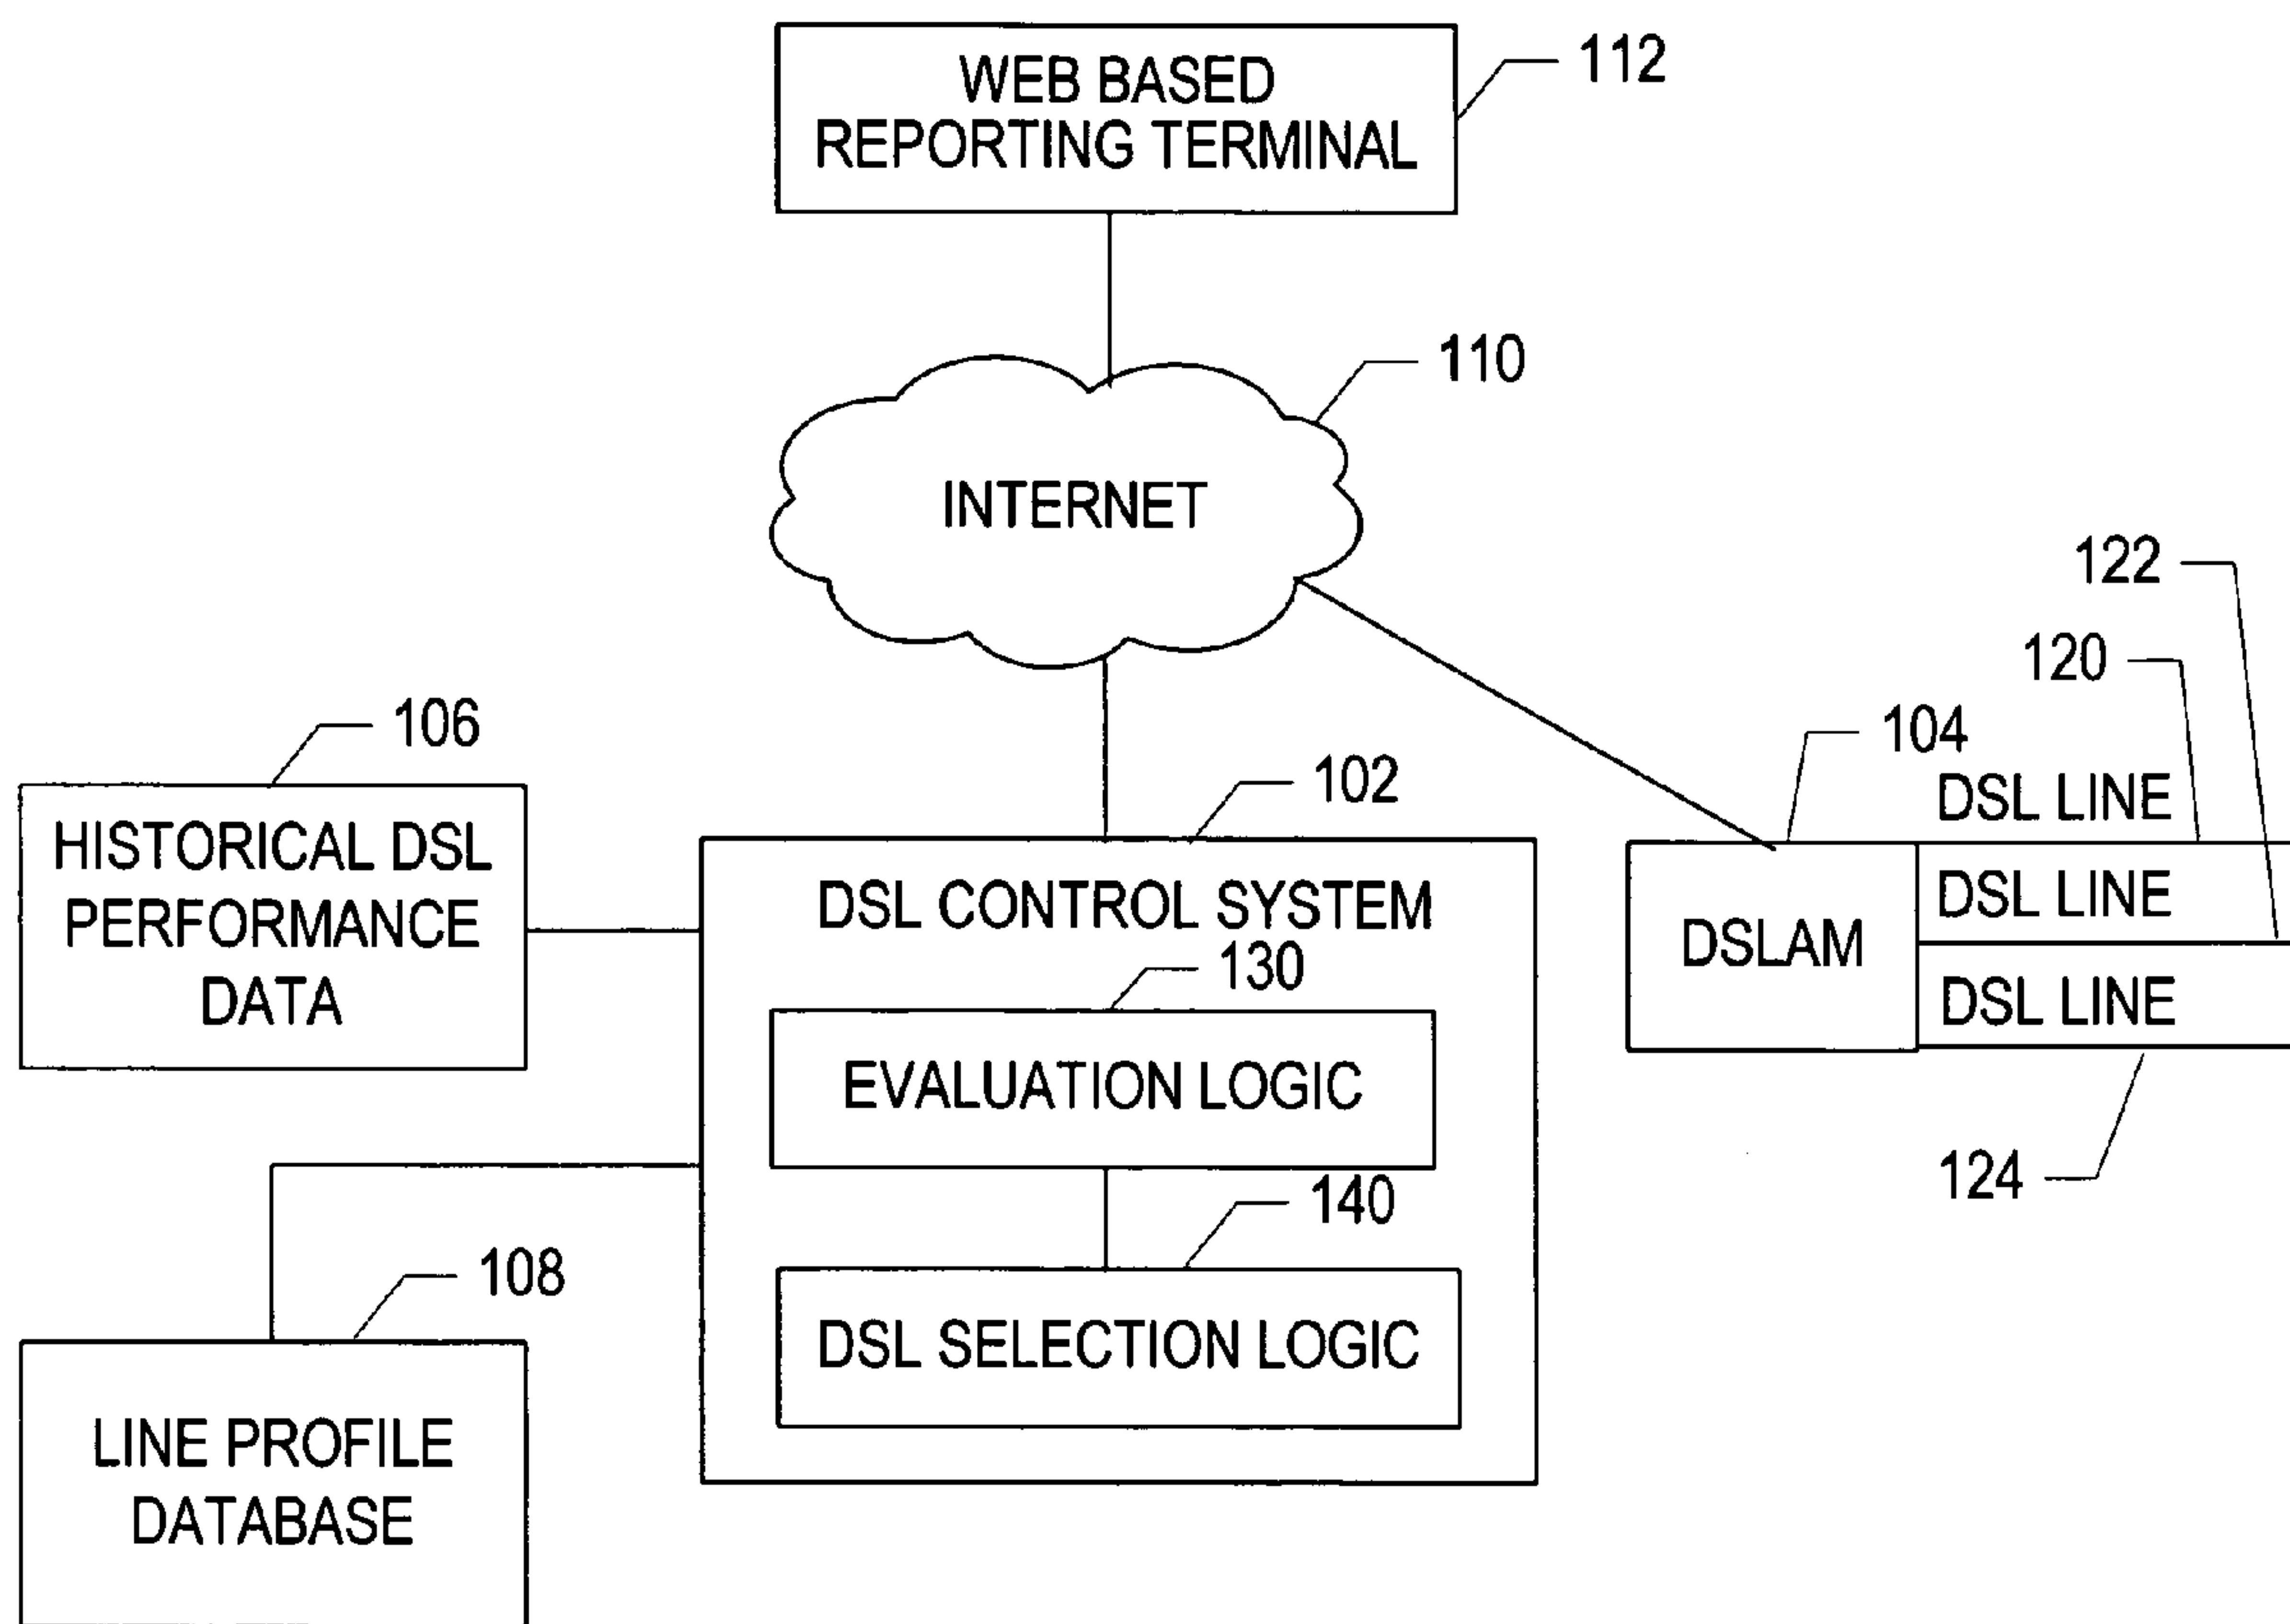 WEB BASED
REPORTING TERMINAL
112
110
INTERNET
122
120
106
104
102
DSL LINE
HISTORICAL DSL
PERFORMANCE
DATA
DSL CONTROL SYSTEM
130
DSLAM
DSL LINE
DSL LINE
EVALUATION LOGIC
124
140
108
DSL SELECTION LOGIC
LINE PROFILE
DATABASE